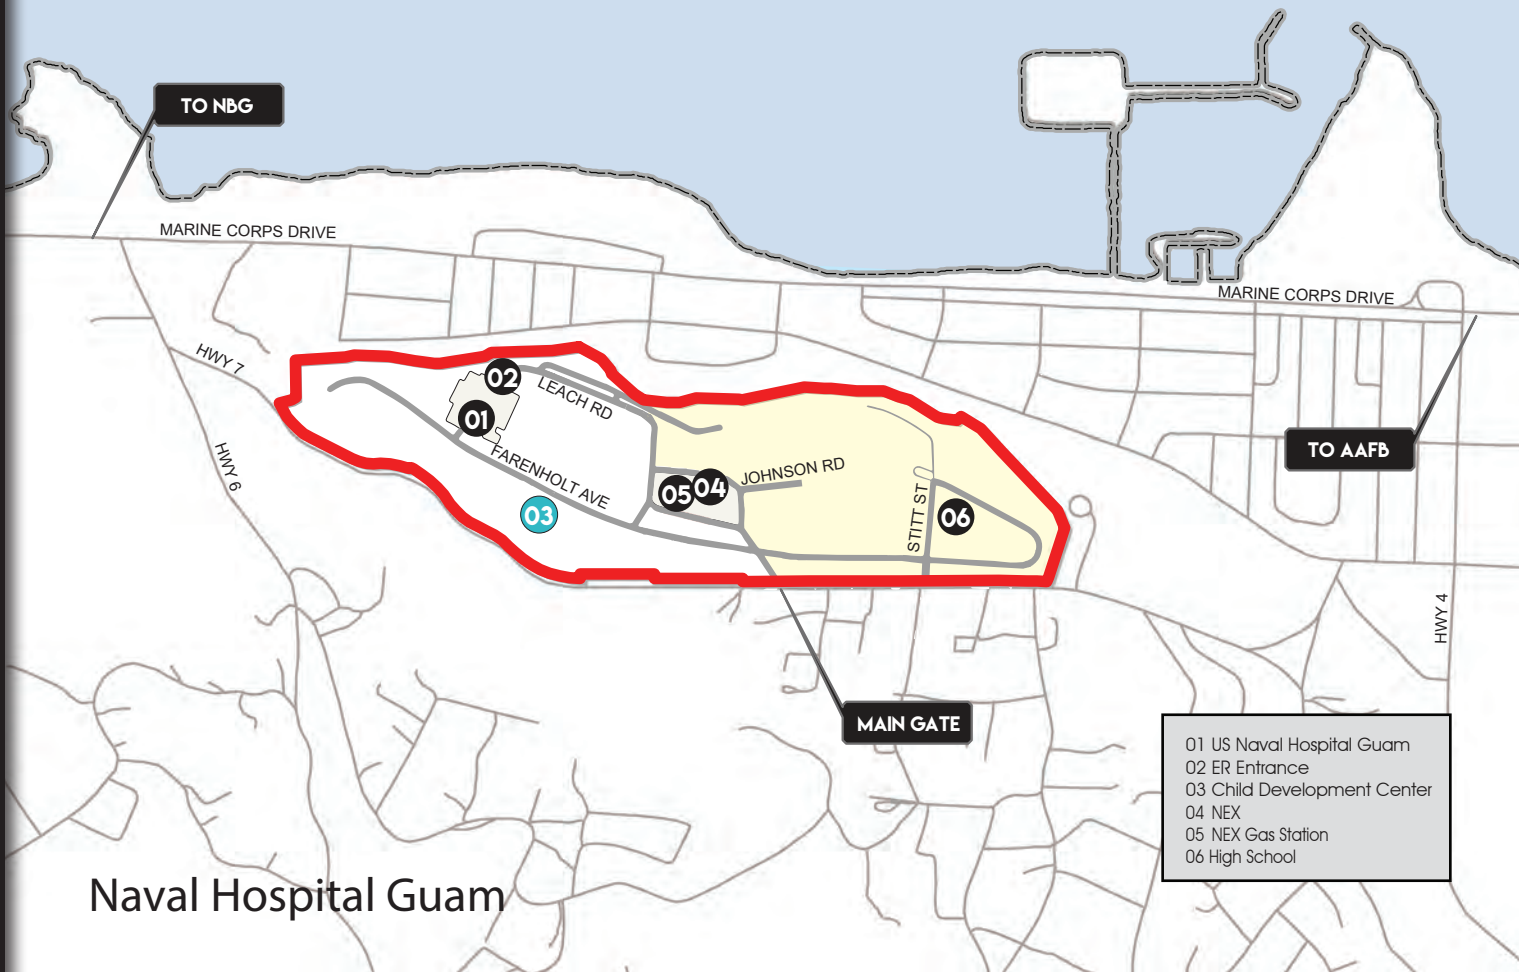 TO NBG
MARINE CORPS DRIVE
MARINE CORPS DRIVE
HWY 7
02
LEACH RD
01
HWY 6
FARENHOLT AVE
03
05
04
JOHNSON RD
STITT ST
06
TO AAFB
HWY 4
MAIN GATE
01 US Naval Hospital Guam
02 ER Entrance
03 Child Development Center
04 NEX
05 NEX Gas Station
06 High School
Naval Hospital Guam